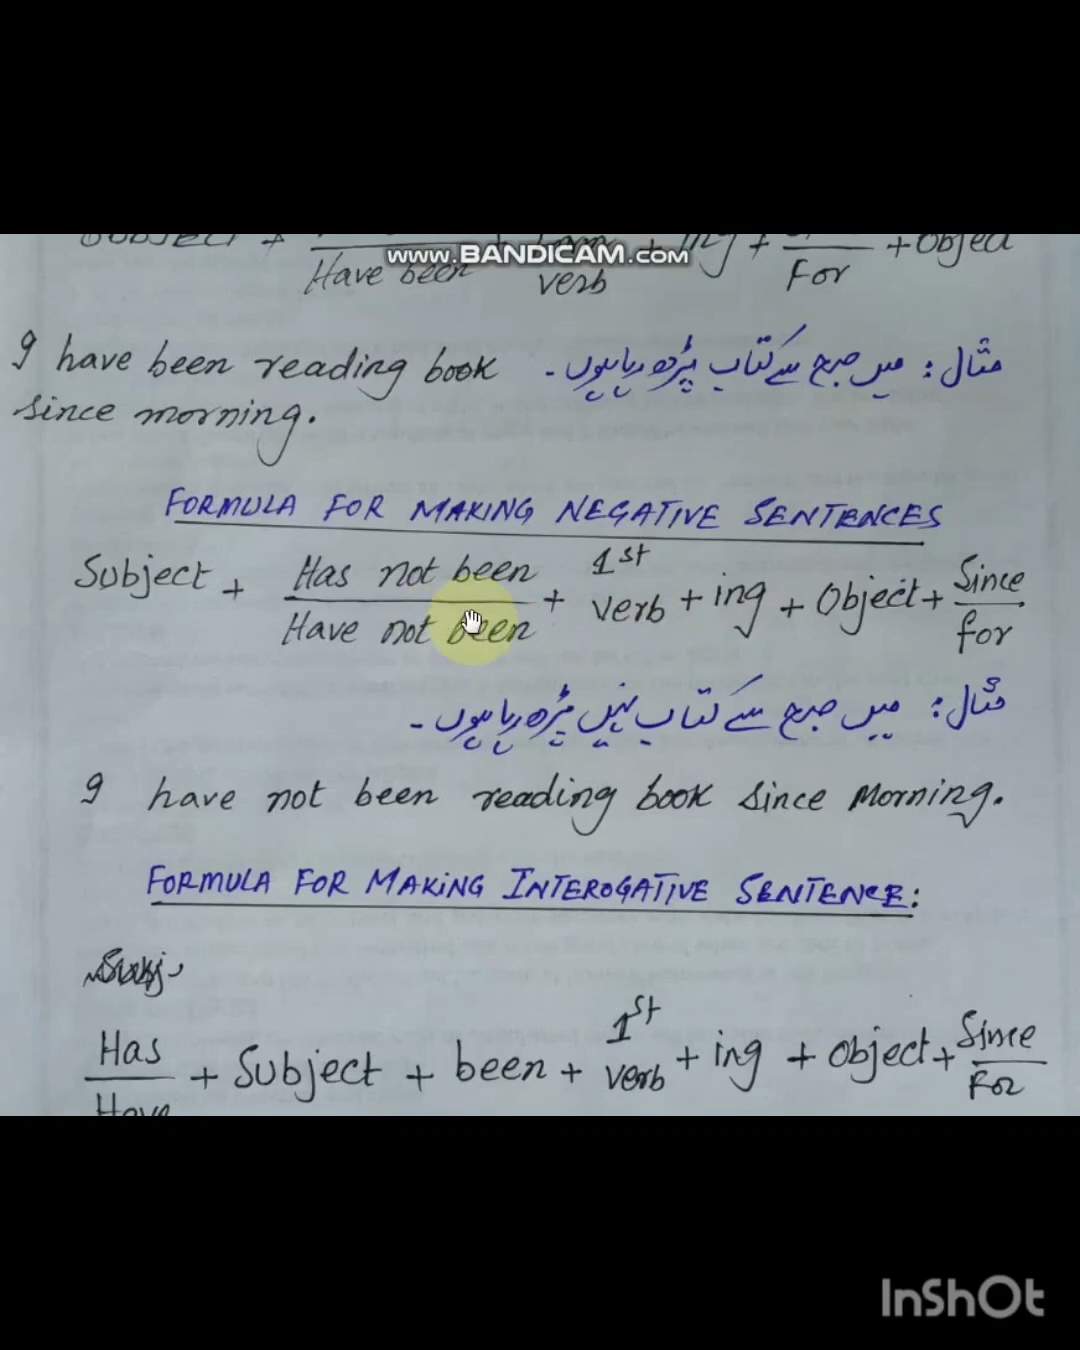 www.BANDICAM.com
Subject +
Have been
verb
+ ing +
For
+ Object
I have been reading book
since morning.
مثال: میں صبح سے کتاب پڑھ رہا ہوں۔
FORMULA FOR MAKING NEGATIVE SENTENCES
Subject + Has not been + 1st verb + ing + Object + Since
Have not been
for
مثال: میں صبح سے کتاب نہیں پڑھ رہا ہوں۔
I have not been reading book since Morning.
FORMULA FOR MAKING INTEROGATIVE SENTENCE:
Has + Subject + been + 1st verb + ing + Object + Since
Have
For
InShOt